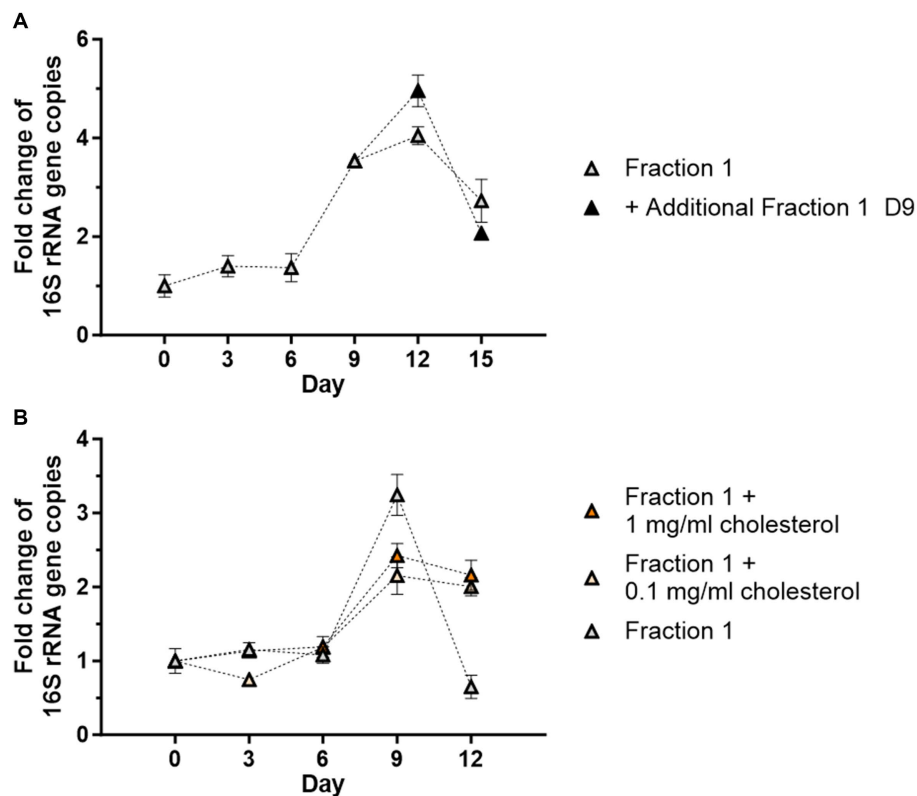 A
Fold change of
16S rRNA gene copies
6
4
2
0
0 3 6 9 12 15
Day
Fraction 1
+ Additional Fraction 1 D9
B
Fold change of
16S rRNA gene copies
4
3
2
1
0
0 3 6 9 12
Day
Fraction 1 +
1 mg/ml cholesterol
Fraction 1 +
0.1 mg/ml cholesterol
Fraction 1